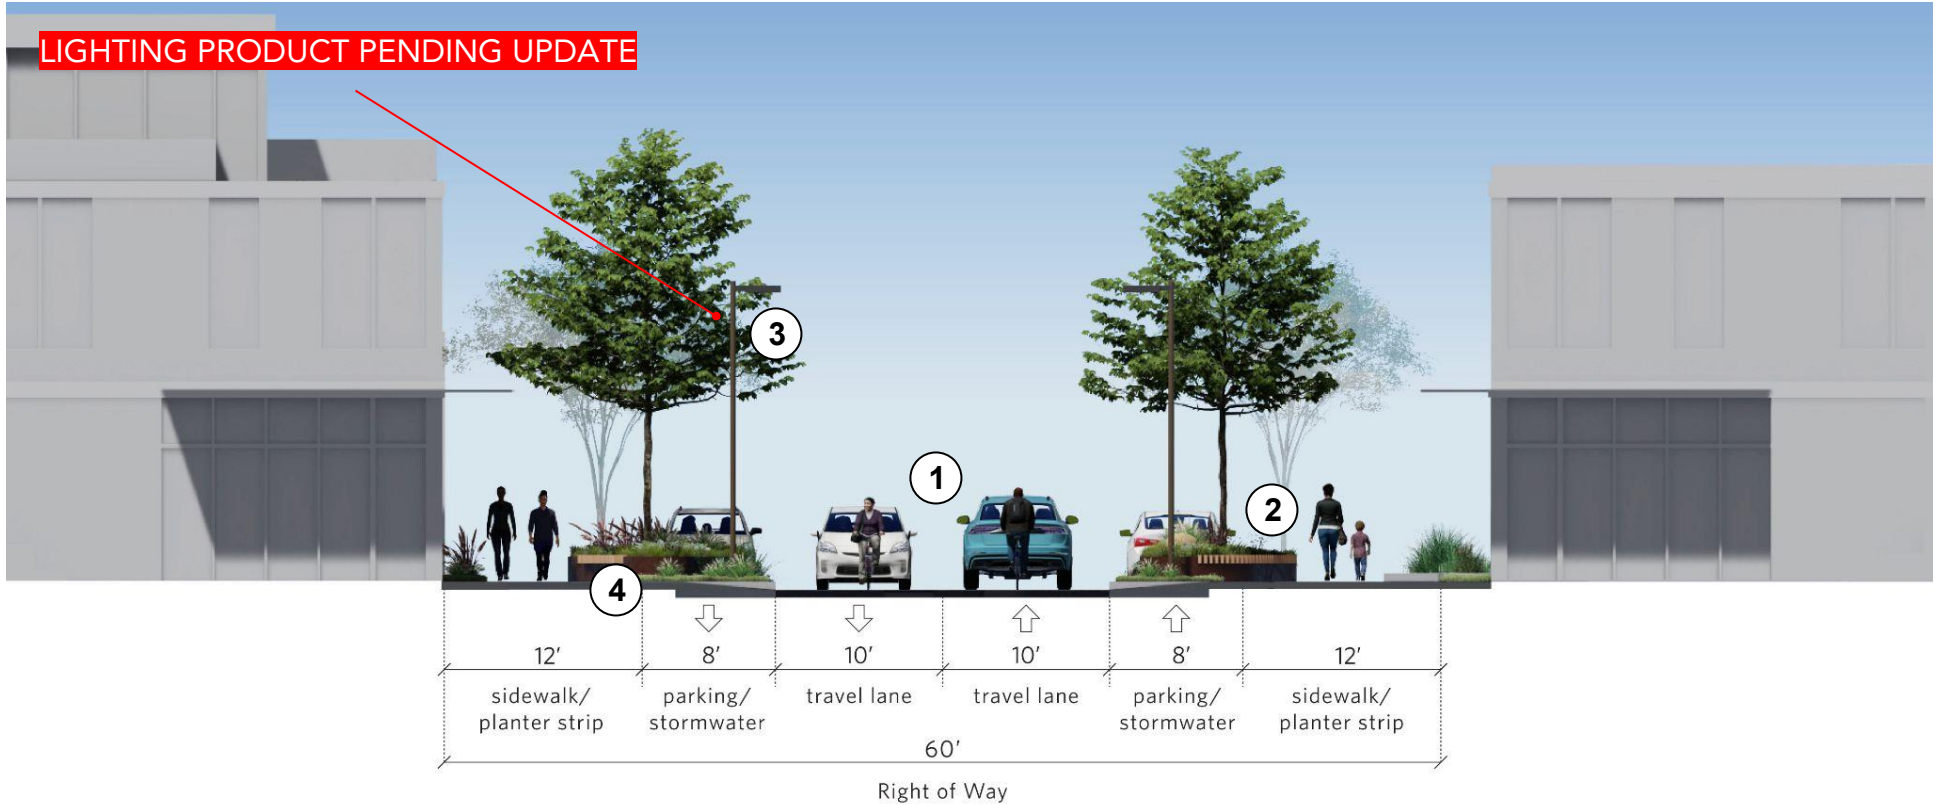 LIGHTING PRODUCT PENDING UPDATE
3
1
2
4
12' 8' 10' 10' 8' 12'
sidewalk/ parking/ travel lane travel lane parking/ sidewalk/
planter strip stormwater stormwater planter strip
60'
Right of Way